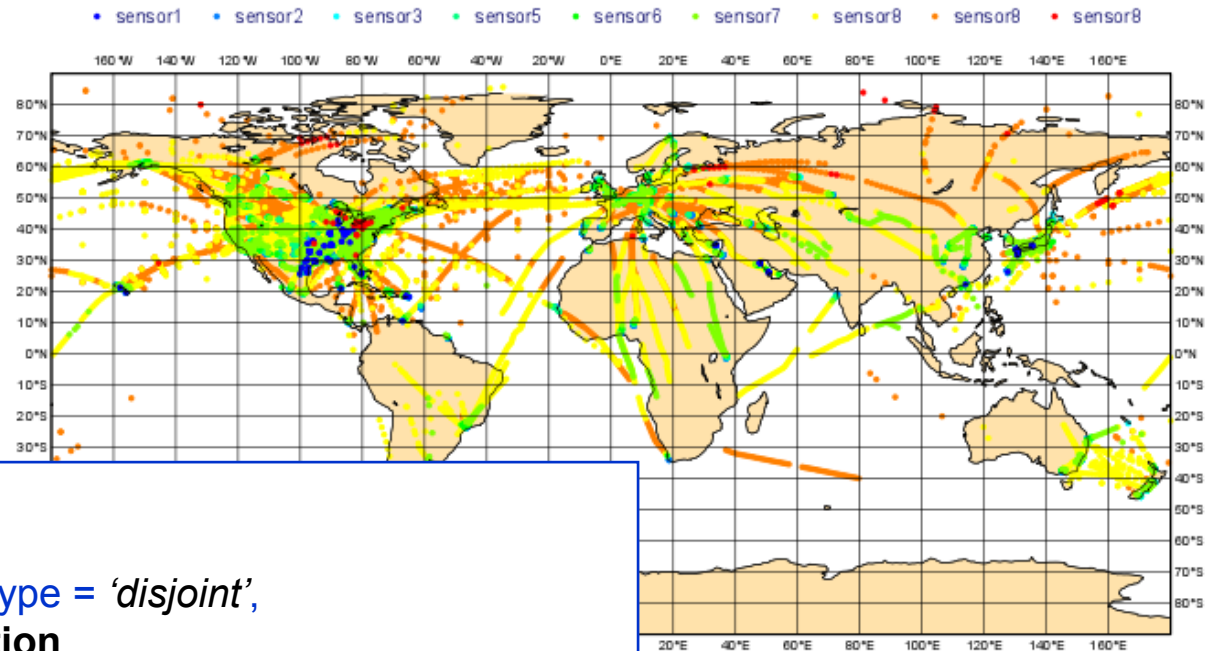 sensor1 sensor2 sensor3 sensor5 sensor6 sensor7 sensor8 sensor8 sensor8
160°W 140°W 120°W 100°W 80°W 60°W 40°W 20°W 0°E 20°E 40°E 60°E 80°E 100°E 120°E 140°E 160°E
80°N 80°N
70°N 70°N
60°N 60°N
50°N 50°N
40°N 40°N
30°N 30°N
20°N 20°N
10°N 10°N
0°N 0°N
10°S 10°S
20°S 20°S
30°S 30°S
40°S
50°S
60°S
ype = ‘disjoint’, 70°S
80°S
tion
20°E 40°E 60°E 80°E 100°E 120°E 140°E 160°E